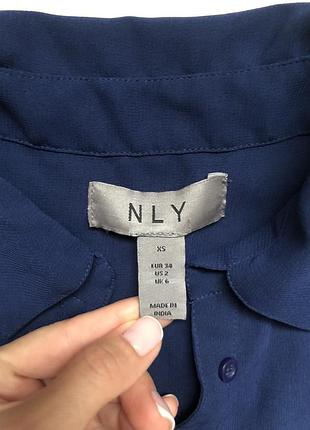 NLY
XS
EUR 34
US 2
UK 6
MADE IN
INDIA